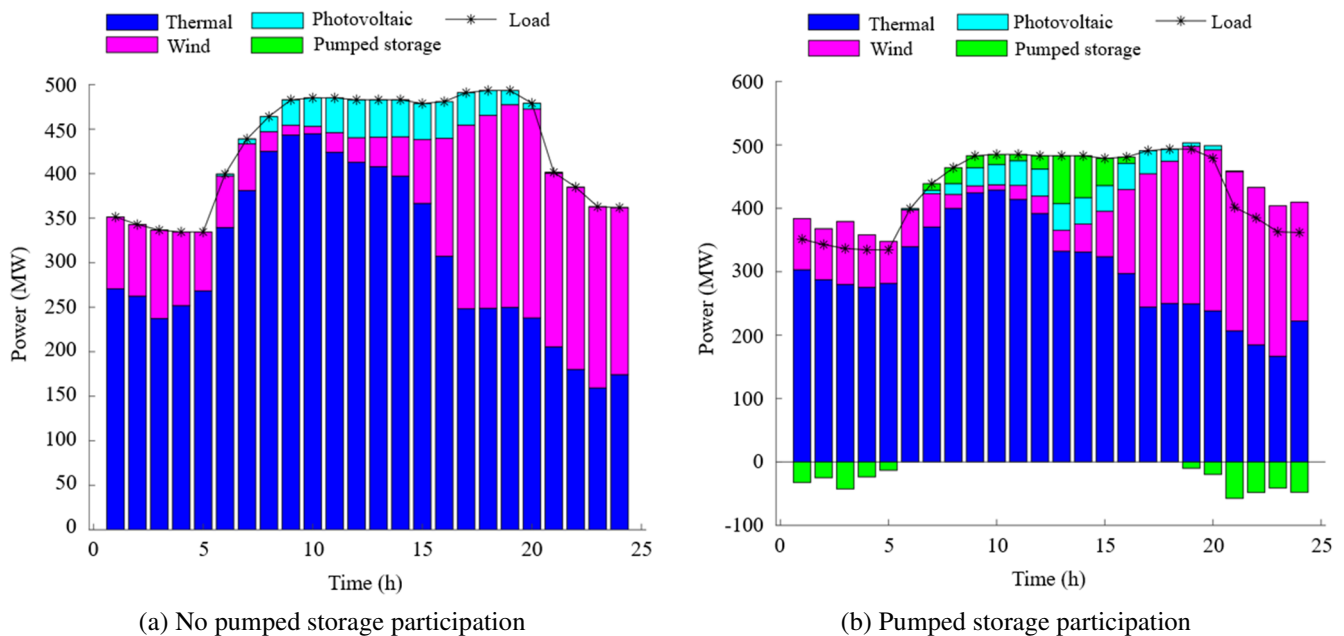 Thermal Photovoltaic Load
Wind Pumped storage
500
450
400
350
300
250
200
150
100
50
0
Power (MW)
0 5 10 15 20 25
Time (h)
(a) No pumped storage participation
Thermal Photovoltaic Load
Wind Pumped storage
600
500
400
300
200
100
0
-100
Power (MW)
0 5 10 15 20 25
Time (h)
(b) Pumped storage participation